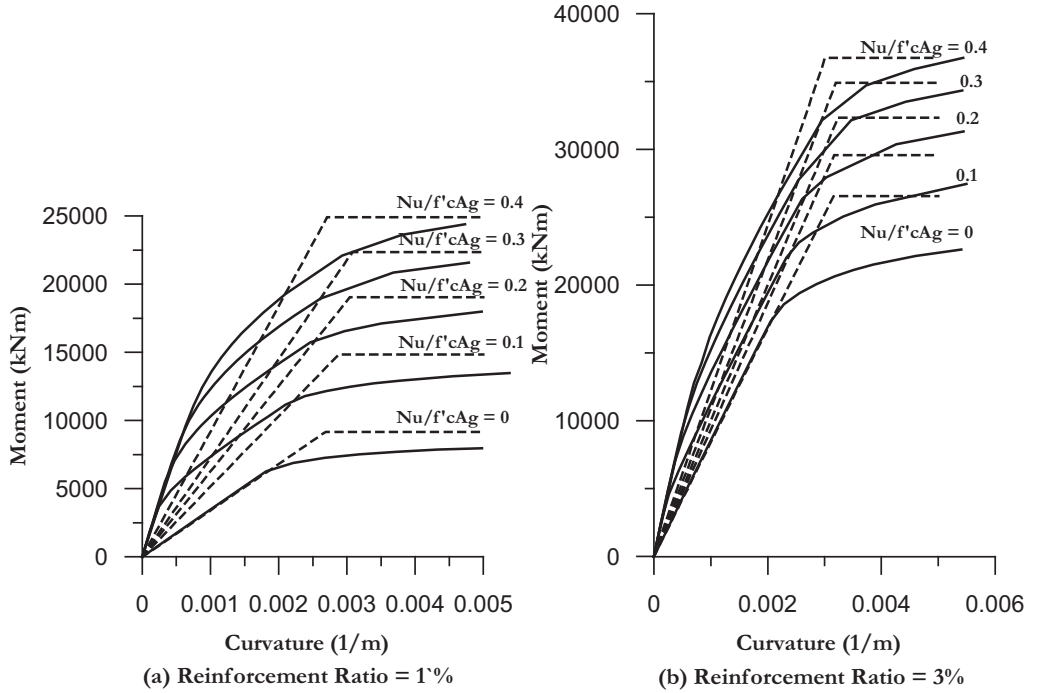 25000
20000
15000
10000
5000
0
0 0.001 0.002 0.003 0.004 0.005
Moment (kNm)
Nu/f'cAg = 0.4
Nu/f'cAg = 0.3
Nu/f'cAg = 0.2
Nu/f'cAg = 0.1
Nu/f'cAg = 0
Curvature (1/m)
(a) Reinforcement Ratio = 1`%
40000
30000
20000
10000
0
0 0.002 0.004 0.006
Moment (kNm)
Nu/f'cAg = 0.4
0.3
0.2
0.1
Nu/f'cAg = 0
Curvature (1/m)
(b) Reinforcement Ratio = 3%